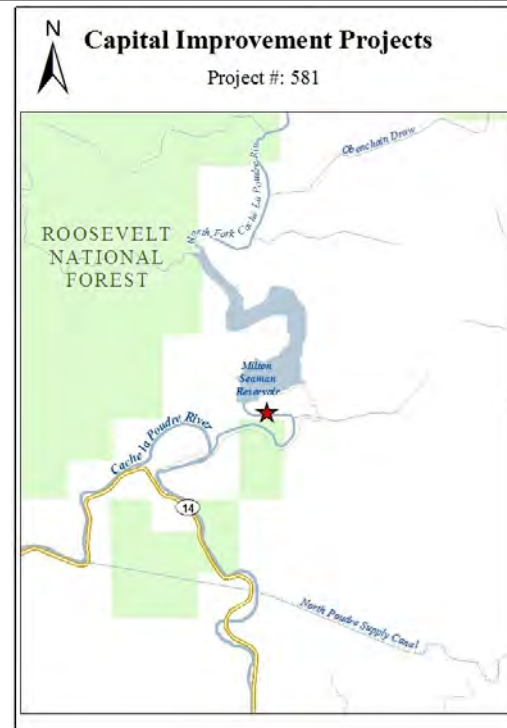 N
Capital Improvement Projects
Project #: 581
Obenchain Draw
North Fork Cache La Poudre Riv
ROOSEVELT
NATIONAL
FOREST
Milton
Seaman
Reservoir
Cache la Poudre River
14
North Poudre Supply Canal